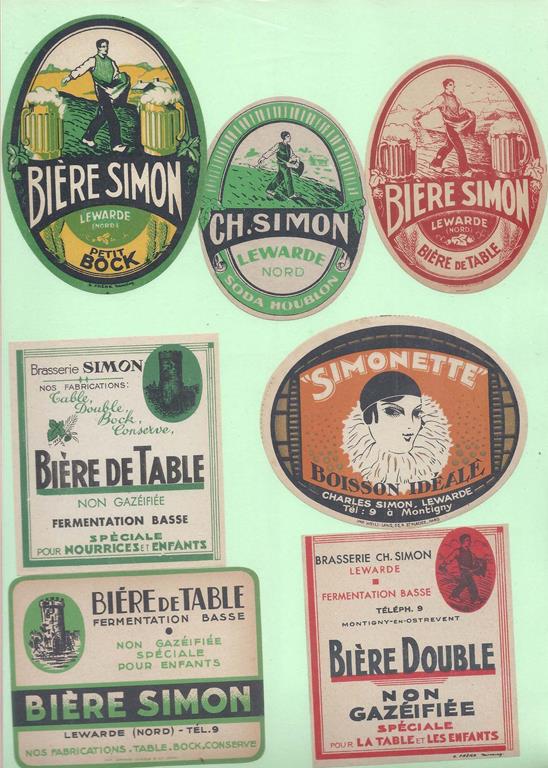 BIÈRE SIMON
LEWARDE
(NORD)
PETIT
BOCK
CH. SIMON
LEWARDE
NORD
SODA HOUBLON
BIÈRE SIMON
LEWARDE
(NORD)
BIÈRE DE TABLE
Brasserie SIMON
NOS FABRICATIONS:
Table,
Double,
Bock,
Conserve,
BIÈRE DE TABLE
NON GAZÉIFIÉE
FERMENTATION BASSE
SPÉCIALE
POUR NOURRICES ET ENFANTS
"SIMONETTE"
BOISSON IDÉALE
CHARLES SIMON, LEWARDE
Tél: 9 à Montigny
BIÉRE DE TABLE
FERMENTATION BASSE
NON GAZÉIFIÉE
SPÉCIALE
POUR ENFANTS
BIÈRE SIMON
LEWARDE (NORD) - TÉL. 9
NOS FABRICATIONS. TABLE. BOCK. CONSERVE
BRASSERIE CH. SIMON
LEWARDE
FERMENTATION BASSE
TÉLÉPH. 9
MONTIGNY-EN-OSTREVENT
BIÈRE DOUBLE
NON
GAZÉIFIÉE
SPÉCIALE
POUR LA TABLE ET LES ENFANTS